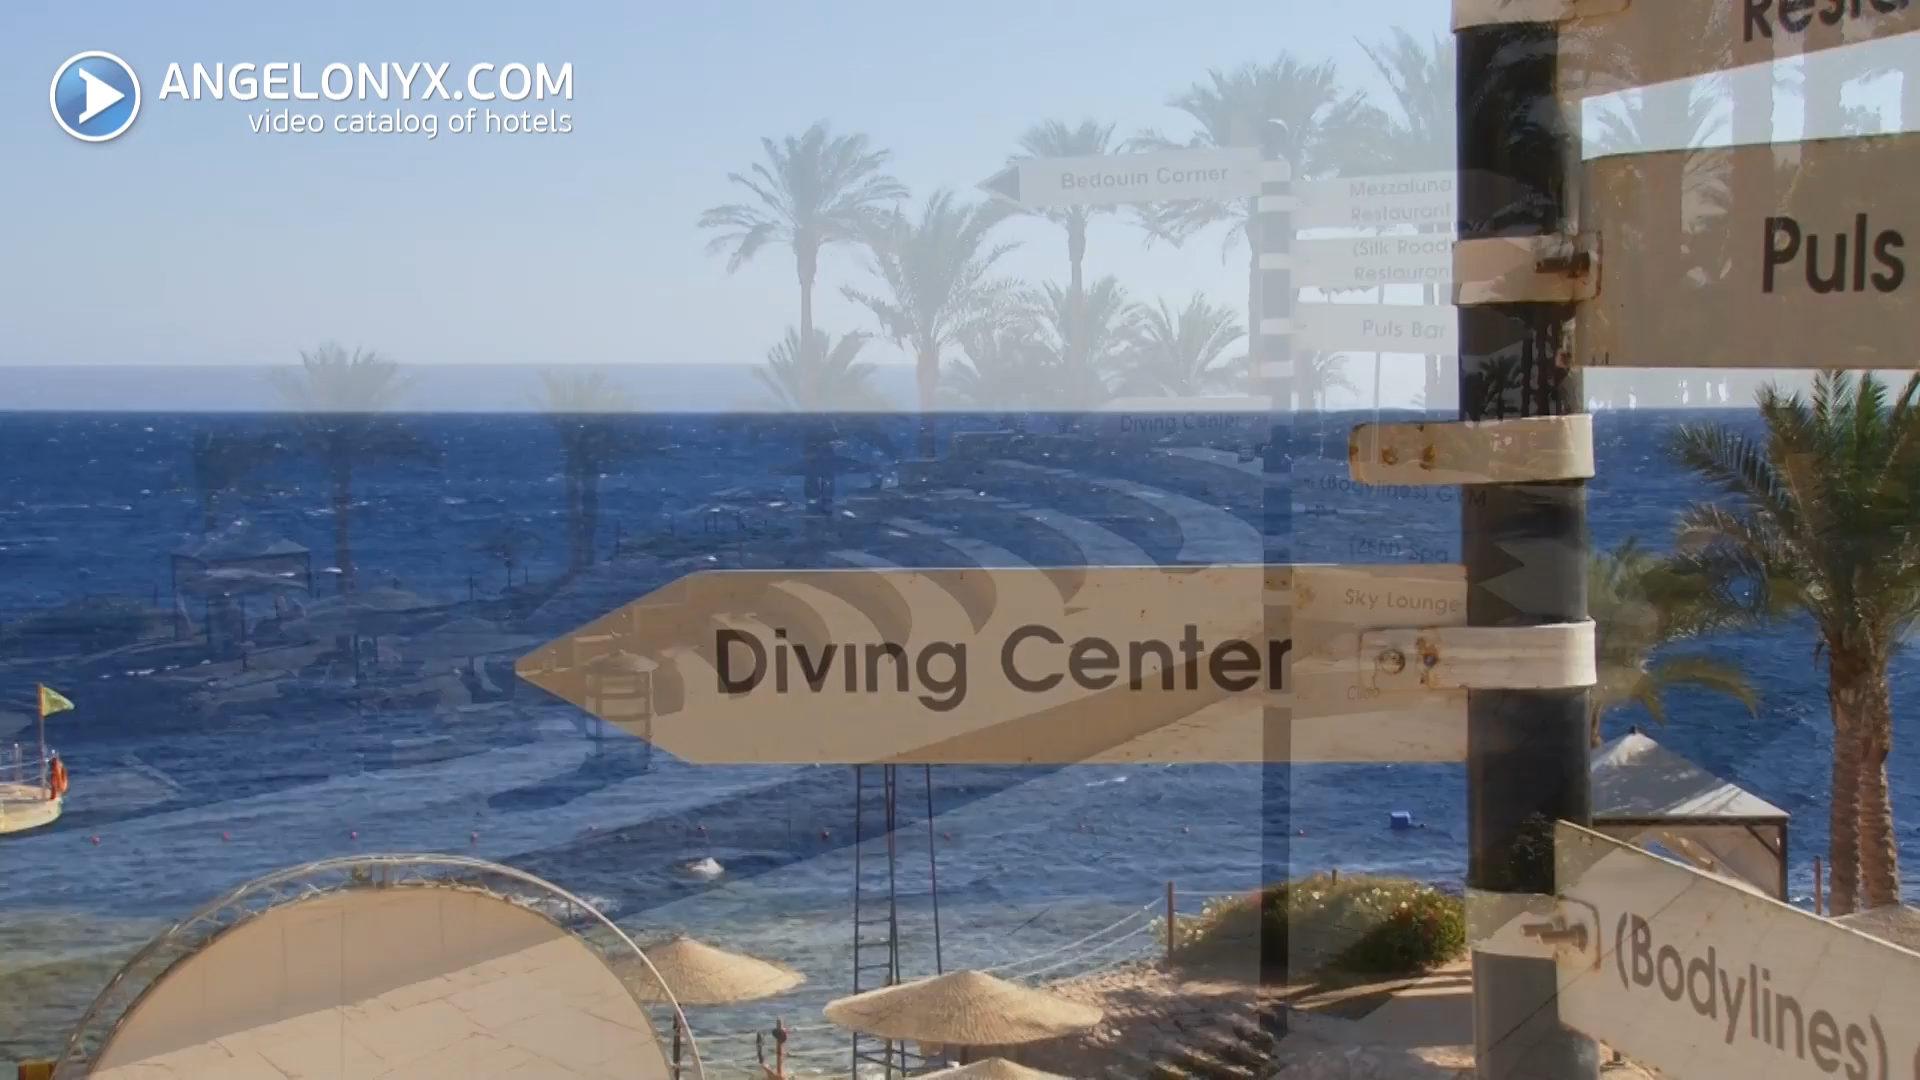 ANGELONYX.COM
video catalog of hotels
Bedouin Corner
Mezzaluna
Restaurant
(Silk Road
Restaurant
Puls Bar
Diving Center
(Bodylines) GYM
(ZEN) Spa
Sky Lounge
Puls
Diving Center
(Bodylines)